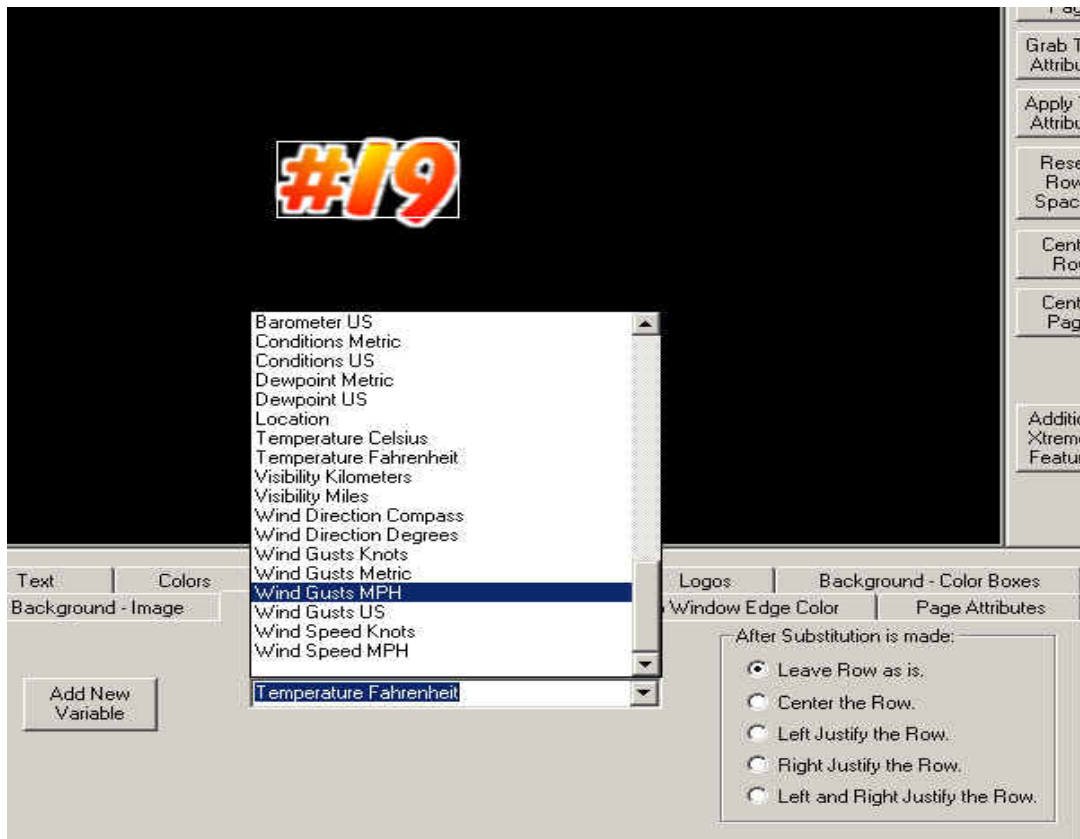 #19
Grab
Attribu
Apply
Attribu
Rese
Row
Spac
Cent
Ro
Cent
Pag
Additio
Xtreme
Featur
Barometer US
Conditions Metric
Conditions US
Dewpoint Metric
Dewpoint US
Location
Temperature Celsius
Temperature Fahrenheit
Visibility Kilometers
Visibility Miles
Wind Direction Compass
Wind Direction Degrees
Wind Gusts Knots
Wind Gusts Metric
Wind Gusts MPH
Wind Gusts US
Wind Speed Knots
Wind Speed MPH
Temperature Fahrenheit
Text Colors Logos Background - Color Boxes
Background - Image Window Edge Color Page Attributes
Add New
Variable
After Substitution is made:
Leave Row as is.
Center the Row.
Left Justify the Row.
Right Justify the Row.
Left and Right Justify the Row.